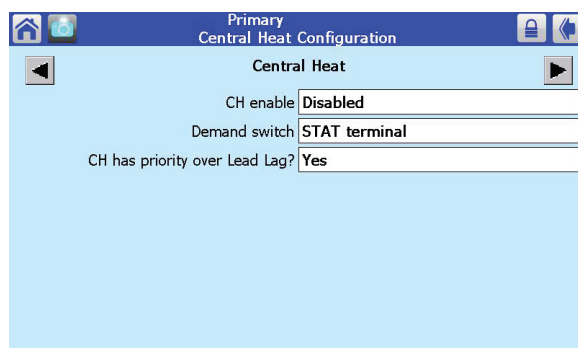 Primary
Central Heat Configuration
Central Heat
CH enable Disabled
Demand switch STAT terminal
CH has priority over Lead Lag? Yes